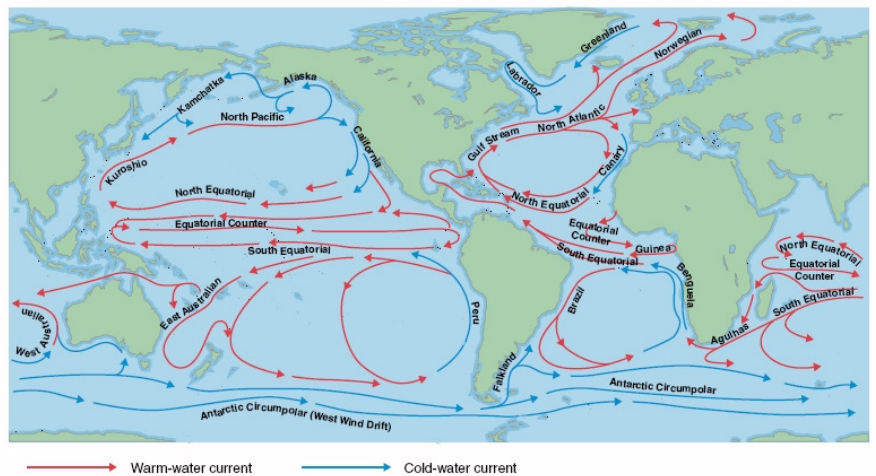 Greenland
Norwegian
Labrador
Alaska
Kamchatka
North Pacific
California
Kuroshio
Gulf Stream
North Atlantic
Canary
North Equatorial
North Equatorial
Equatorial Counter
Equatorial
Counter
Guinea
North Equatorial
Equatorial
Counter
South Equatorial
South Equatorial
South Equatorial
East Australian
West Australian
Peru
Brazil
Benguela
Agulhas
Falkland
Antarctic Circumpolar
Antarctic Circumpolar (West Wind Drift)
Warm-water current
Cold-water current